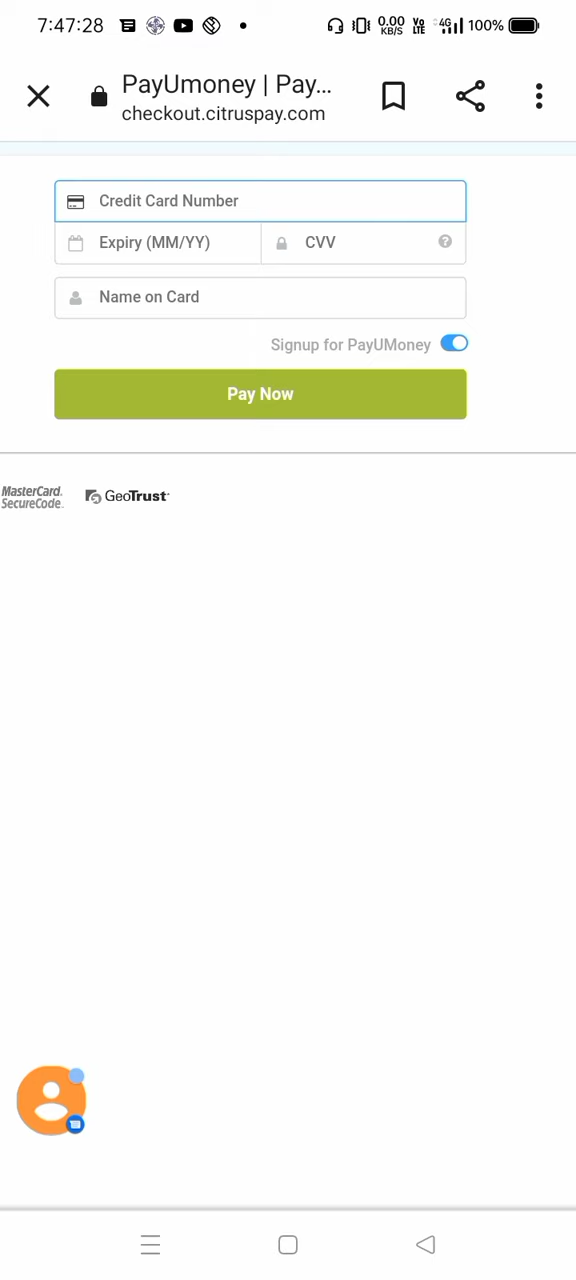 7:47:28 0.00 KB/S Vo LTE 4G 100%
PayUmoney | Pay...
checkout.citruspay.com
Credit Card Number
Expiry (MM/YY) CVV ?
Name on Card
Signup for PayUMoney
Pay Now
MasterCard.
SecureCode. GeoTrust